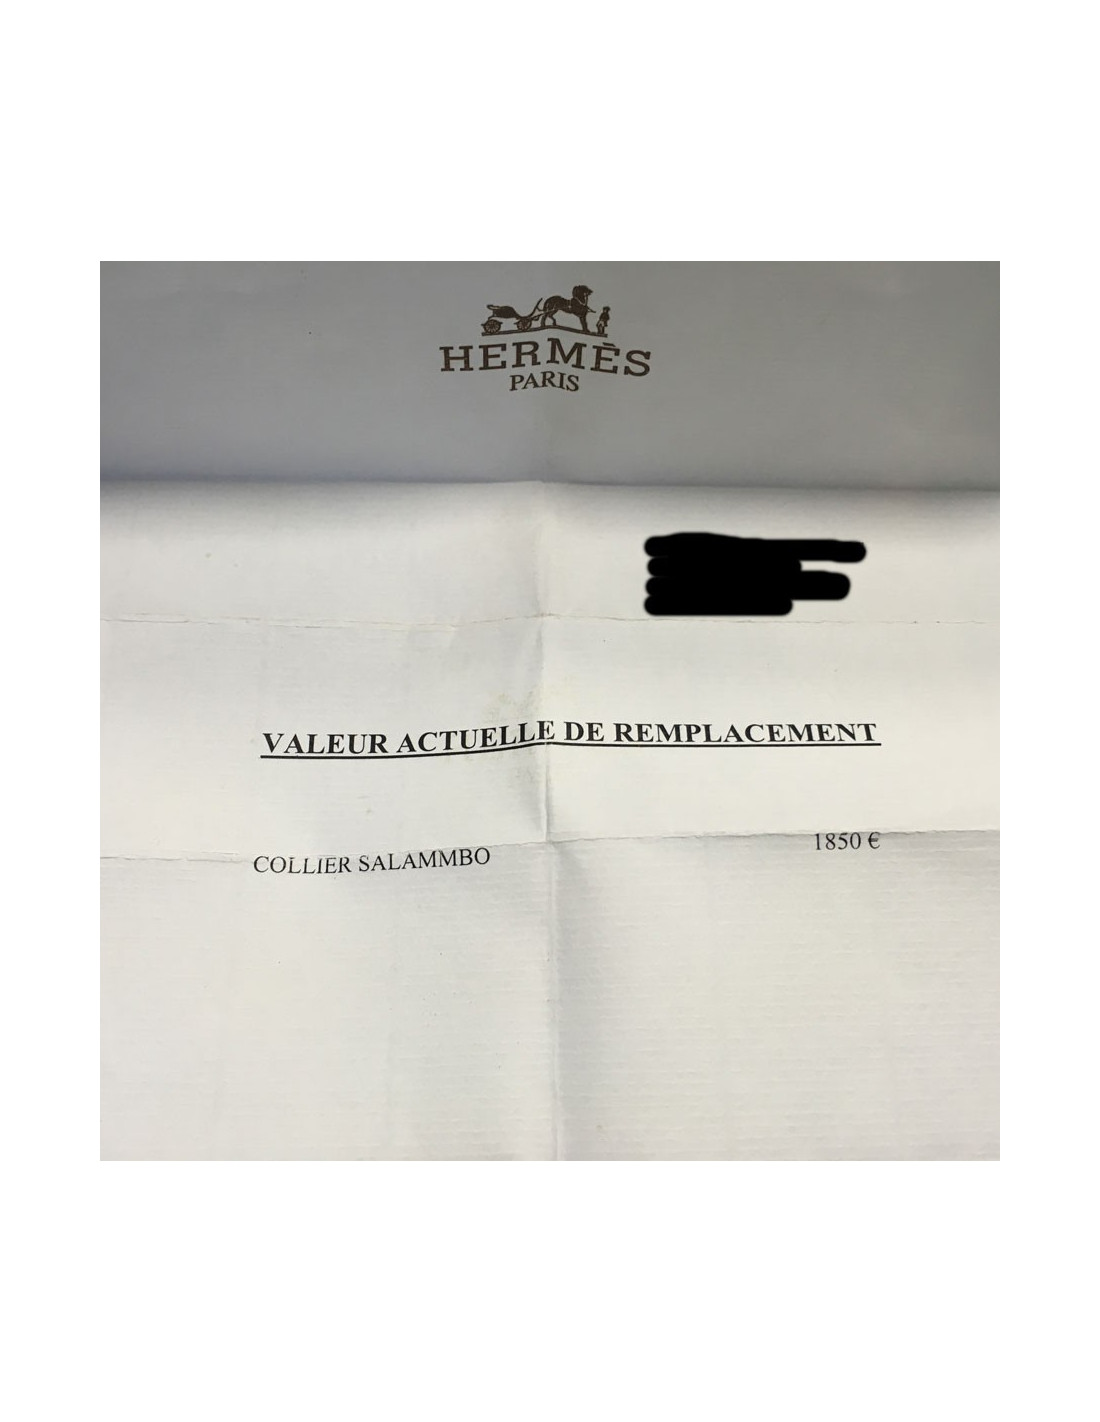 HERMÈS
PARIS
VALEUR ACTUELLE DE REMPLACEMENT
COLLIER SALAMMBO 1850 €